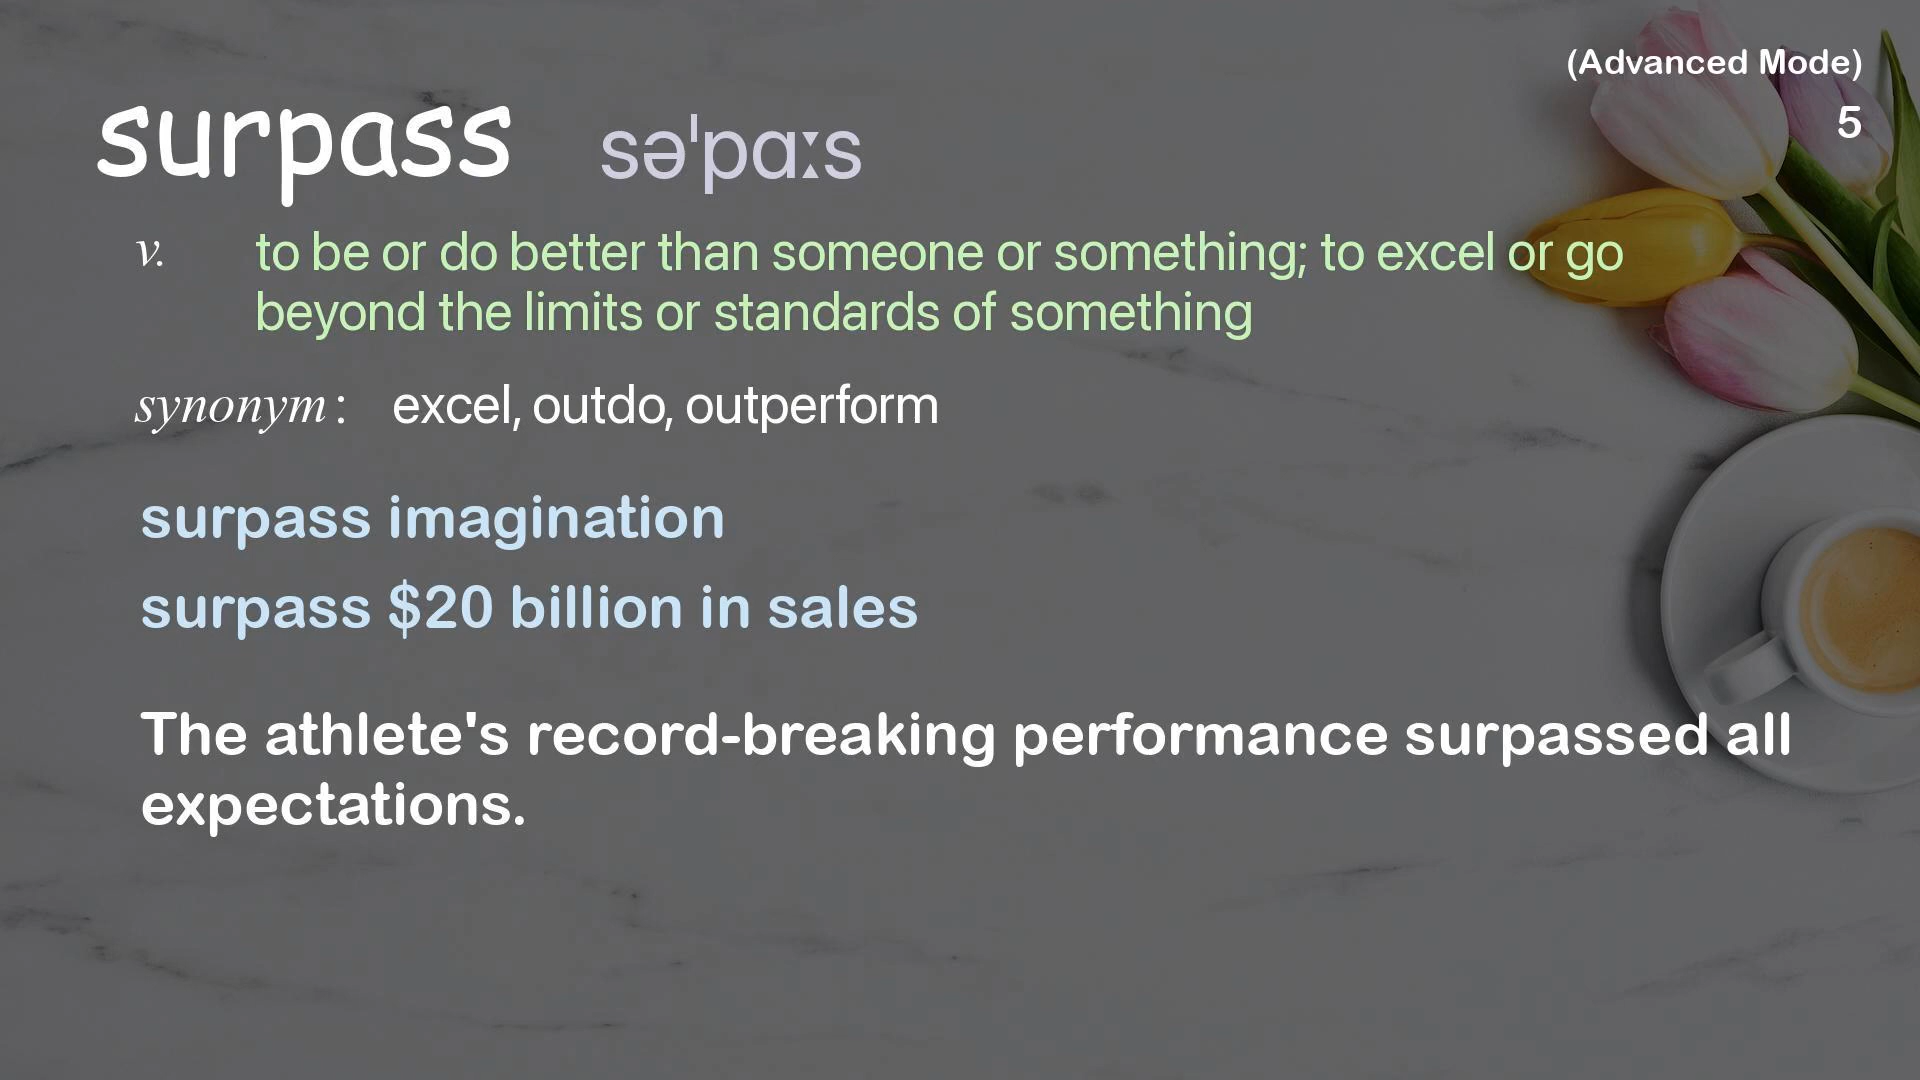 (Advanced Mode)
surpass səˈpɑːs
5
v. to be or do better than someone or something; to excel or go
beyond the limits or standards of something
synonym: excel, outdo, outperform
surpass imagination
surpass $20 billion in sales
The athlete's record-breaking performance surpassed all
expectations.